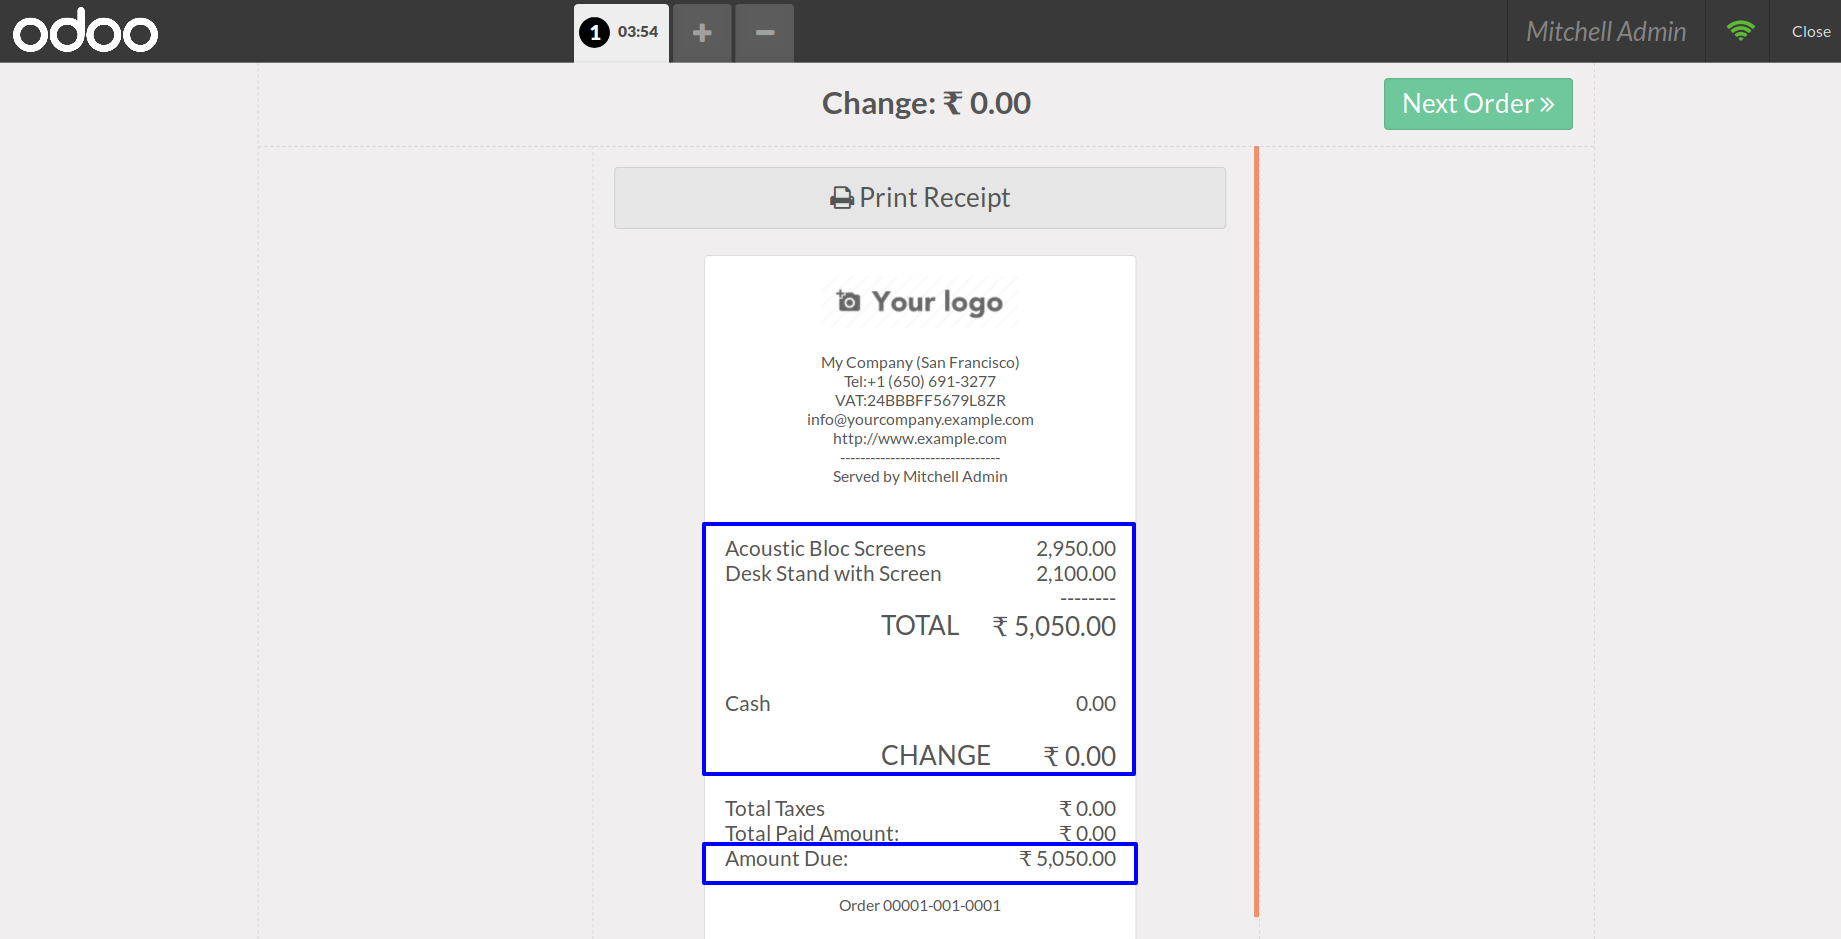 odoo
1 03:54
Mitchell Admin
Close
Change: ₹ 0.00
Next Order
Print Receipt
Your logo
My Company (San Francisco)
Tel:+1 (650) 691-3277
VAT:24BBBFF5679L8ZR
info@yourcompany.example.com
http://www.example.com
--------------------------------
Served by Mitchell Admin
Acoustic Bloc Screens 2,950.00
Desk Stand with Screen 2,100.00
--------
TOTAL ₹ 5,050.00
Cash 0.00
CHANGE ₹ 0.00
Total Taxes ₹ 0.00
Total Paid Amount: ₹ 0.00
Amount Due: ₹ 5,050.00
Order 00001-001-0001